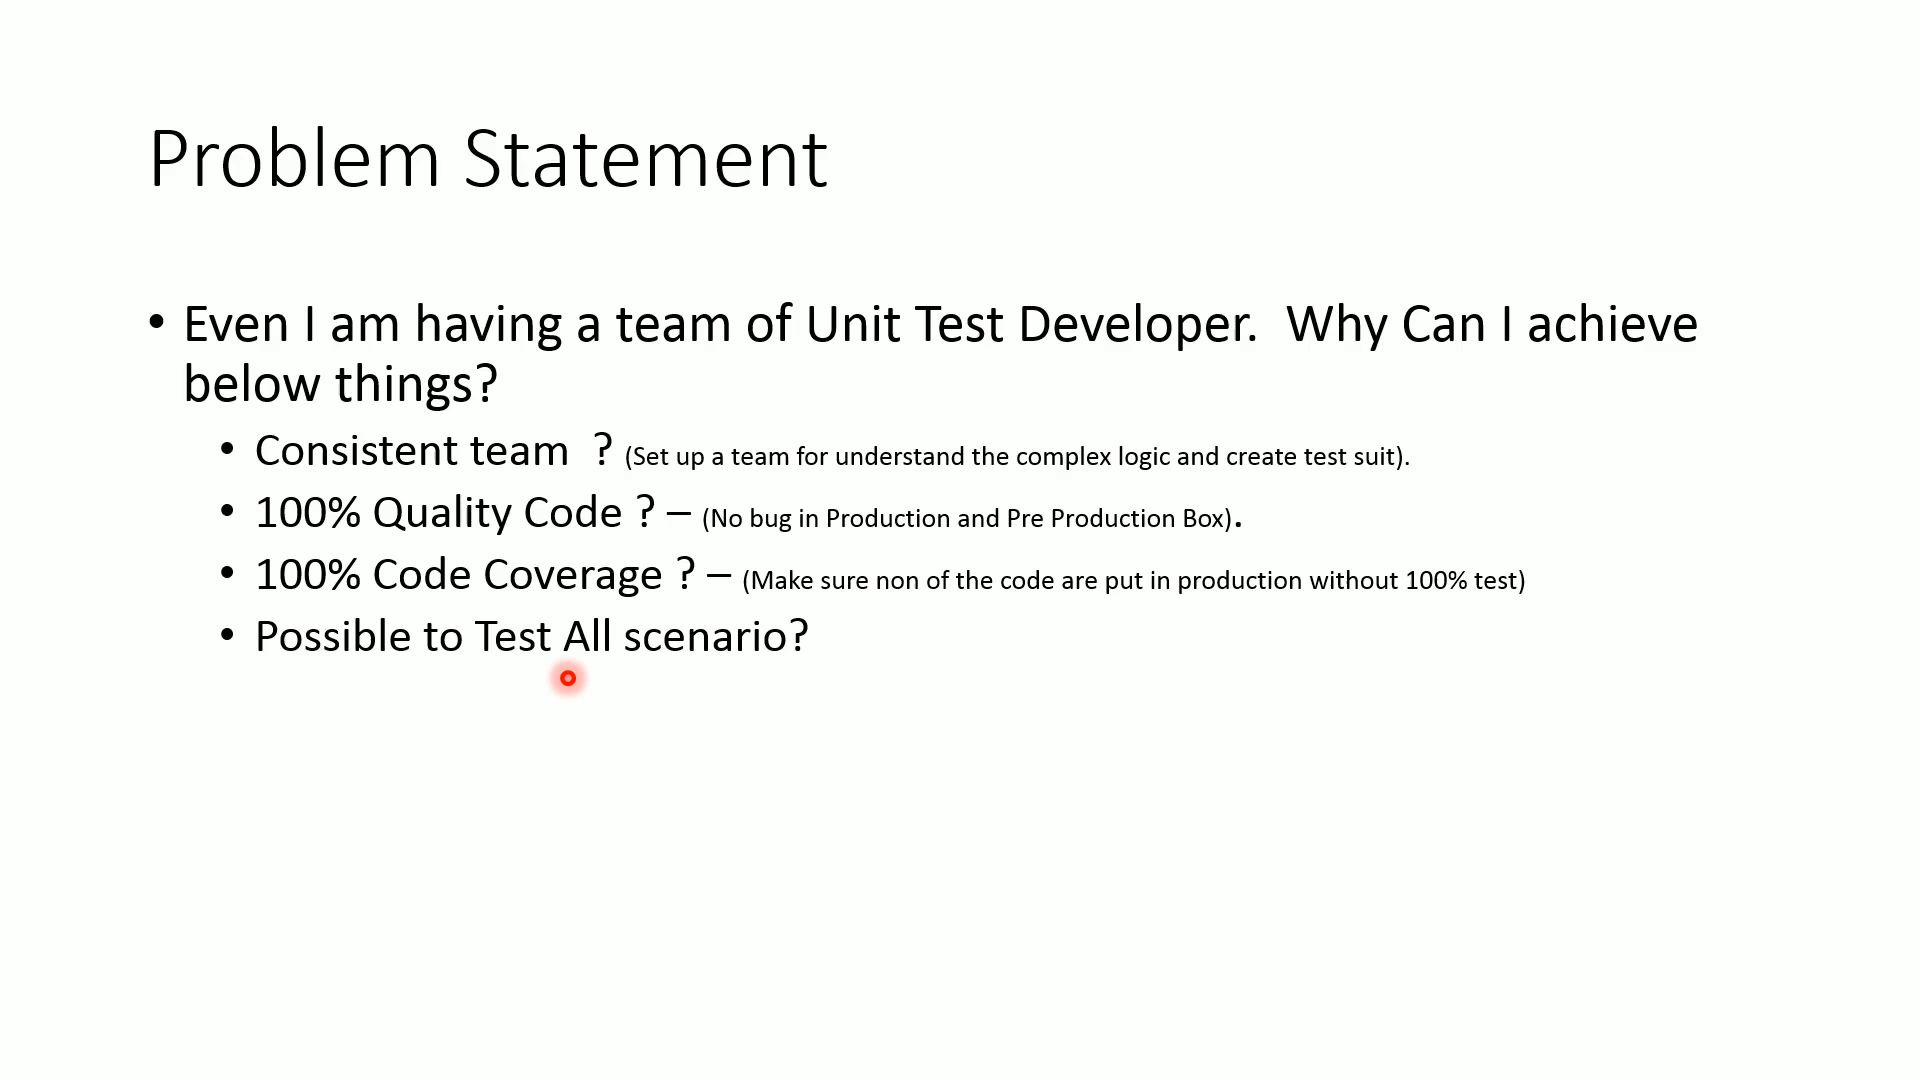 Problem Statement
• Even I am having a team of Unit Test Developer.  Why Can I achieve
below things?
• Consistent team  ? (Set up a team for understand the complex logic and create test suit).
• 100% Quality Code ? – (No bug in Production and Pre Production Box).
• 100% Code Coverage ? – (Make sure non of the code are put in production without 100% test)
• Possible to Test All scenario?